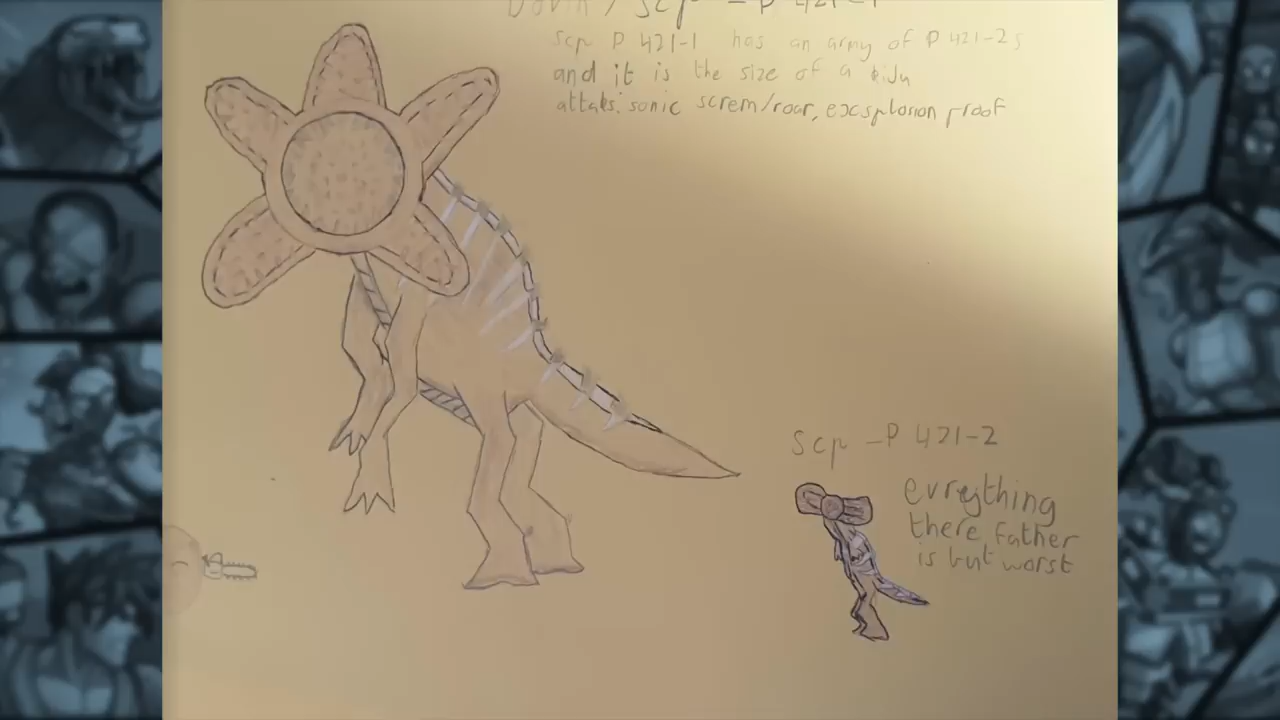 scp P 421-1 has an army of P 421-2s
and it is the size of a
attaks. sonic screm/roar, excsplosion proof
scp -P 421-2
evreything
there father
is but worst